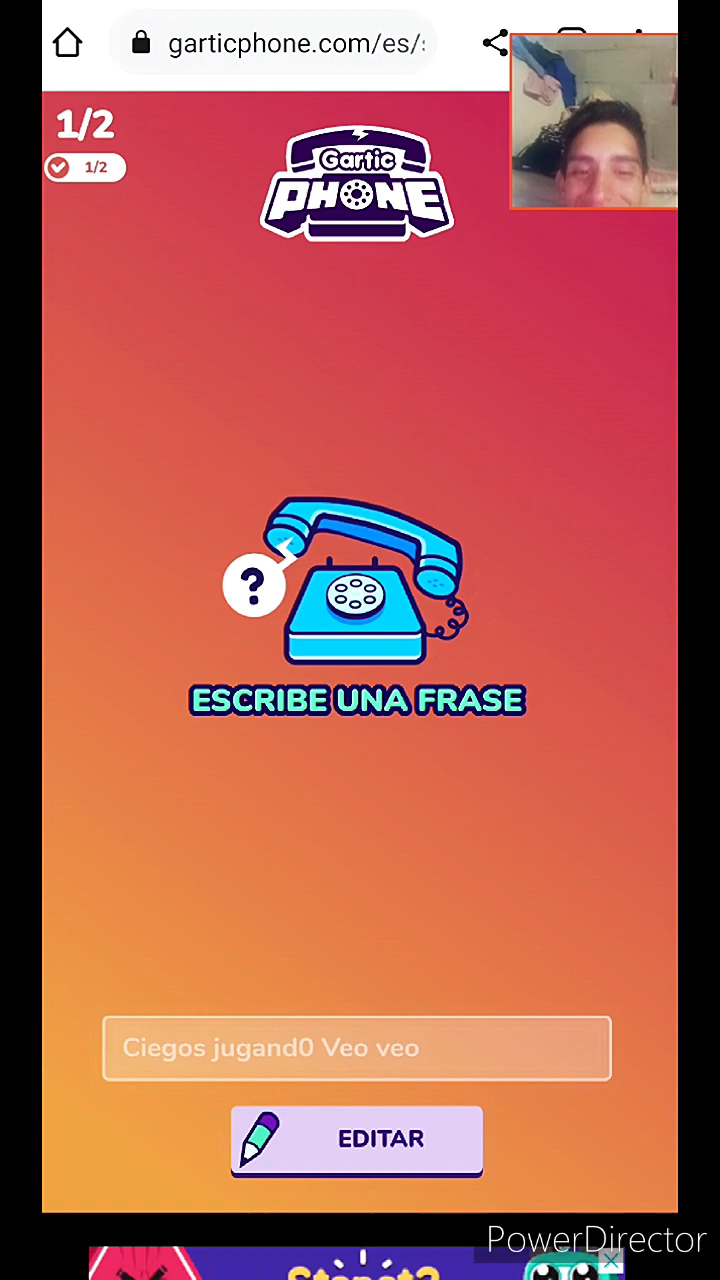 garticphone.com/es/
1/2
1/2
Gartic
PHONE
?
ESCRIBE UNA FRASE
Ciegos jugand0 Veo veo
EDITAR
PowerDirector